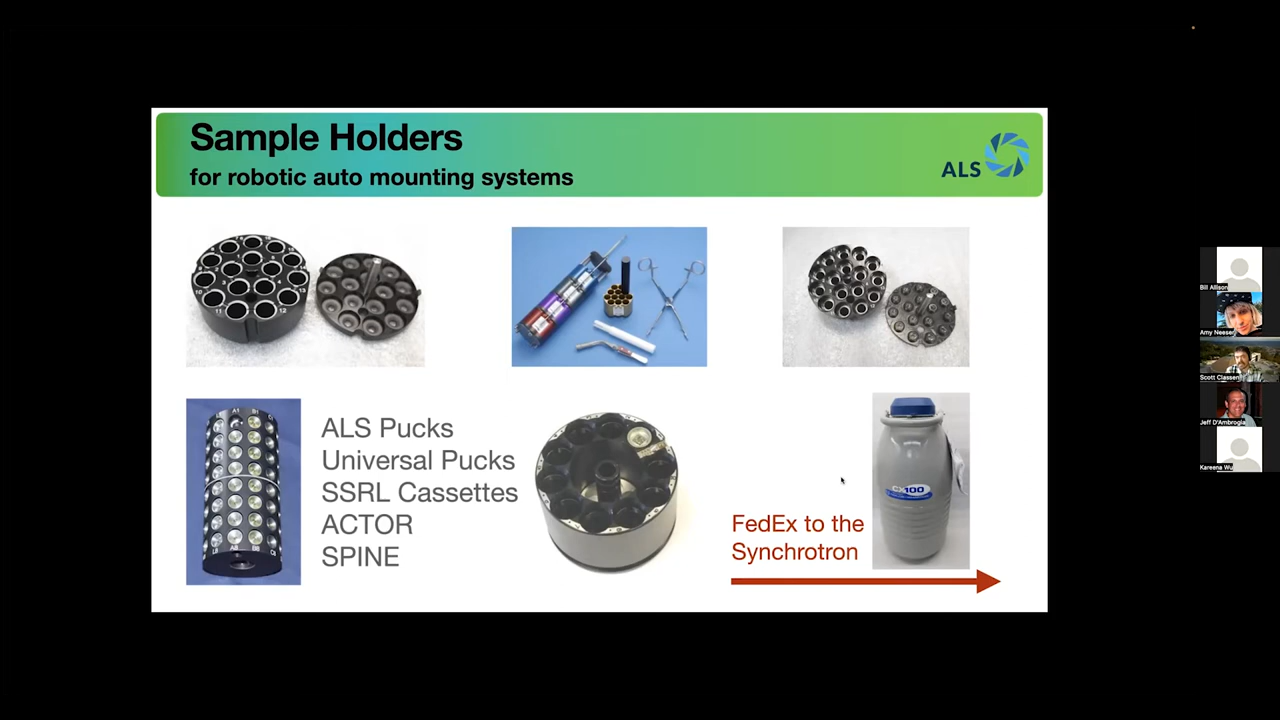 Sample Holders
for robotic auto mounting systems
ALS
ALS Pucks
Universal Pucks
SSRL Cassettes
ACTOR
SPINE
FedEx to the
Synchrotron
100
Bill Allison
Amy Neeser
Scott Classen
Jeff D'Ambrogia
Kareena Wu